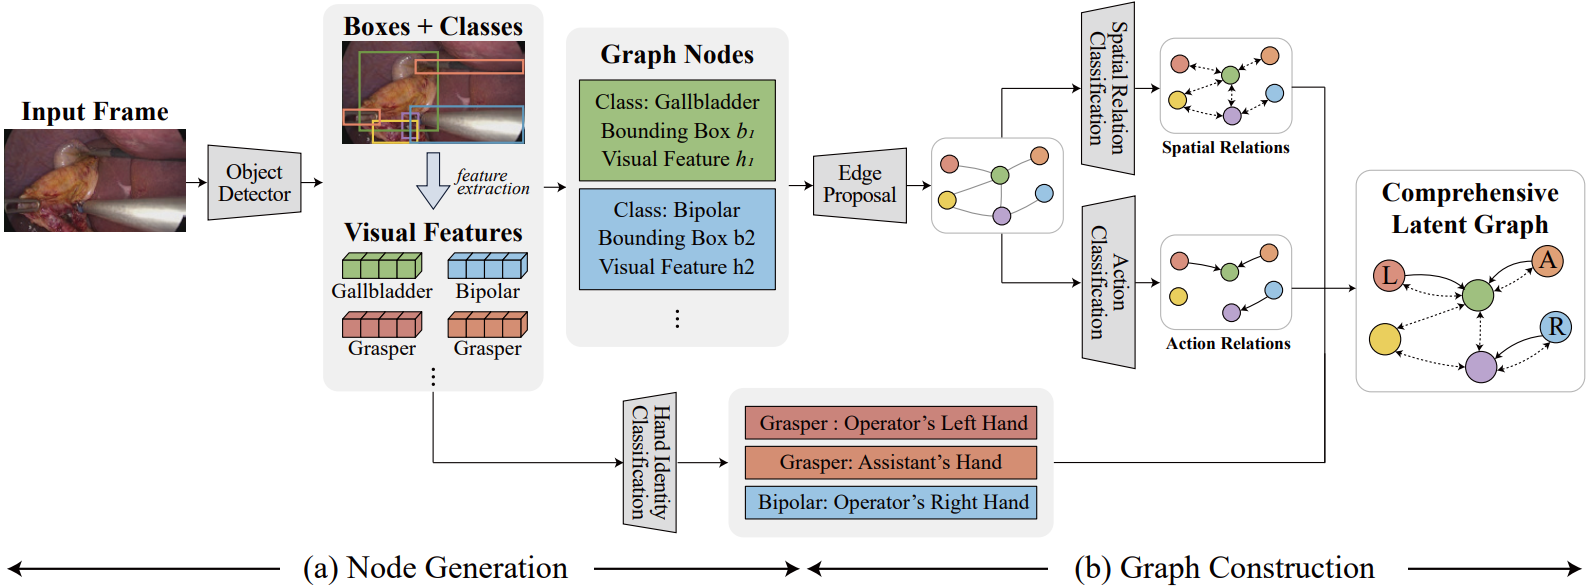 Input Frame
Object
Detector
Boxes + Classes
feature
extraction
Visual Features
Gallbladder
Bipolar
Grasper
Grasper
Graph Nodes
Class: Gallbladder
Bounding Box b₁
Visual Feature h₁
Class: Bipolar
Bounding Box b2
Visual Feature h2
Edge
Proposal
Spatial Relation
Classification
Spatial Relations
Action
Classification
Action Relations
Hand Identity
Classification
Grasper : Operator's Left Hand
Grasper: Assistant's Hand
Bipolar: Operator's Right Hand
Comprehensive
Latent Graph
L
A
R
(a) Node Generation
(b) Graph Construction